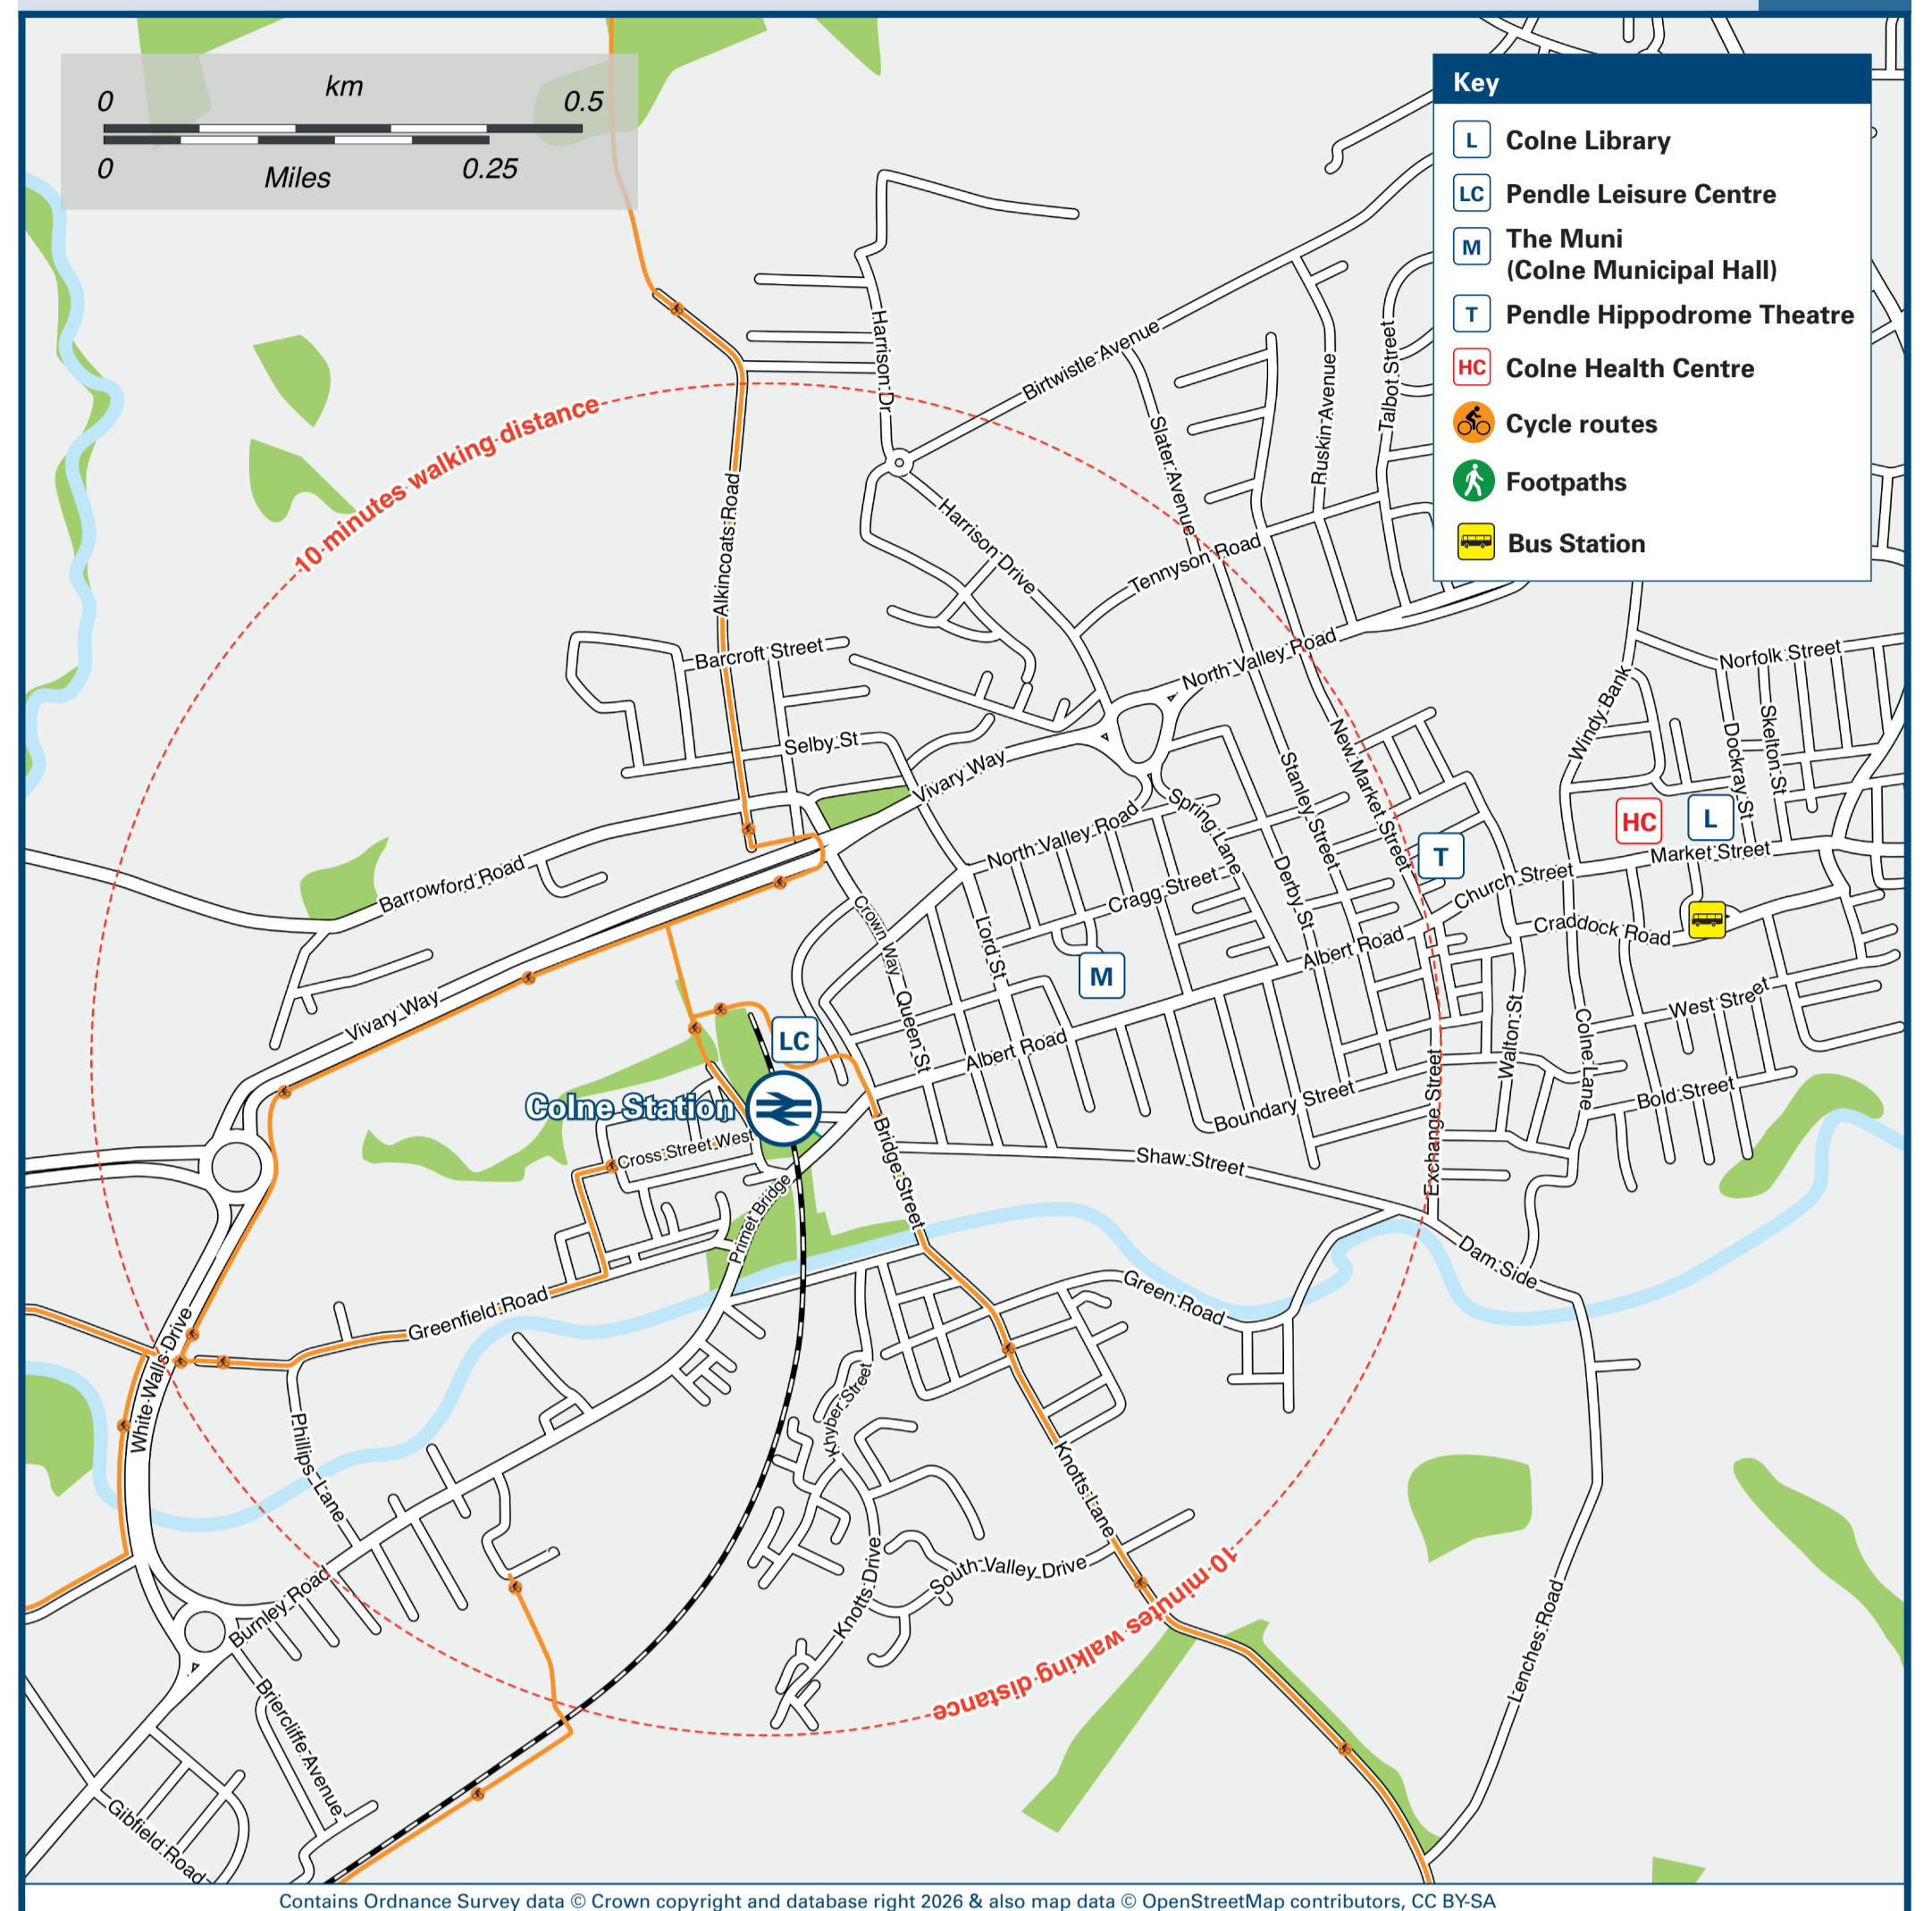 km
0
0.5
0
Miles
0.25
Key
L
Colne Library
LC
Pendle Leisure Centre
M
The Muni
(Colne Municipal Hall)
T
Pendle Hippodrome Theatre
HC
Colne Health Centre
Cycle routes
Footpaths
Bus Station
10 minutes walking distance
Harrison Dr
Birtwistle Avenue
Slater Avenue
Ruskin Avenue
Talbot Street
Alkincoats Road
Harrison Drive
Tennyson Road
Barcroft Street
North Valley Road
Norfolk Street
Windy Bank
Dockray St
Skelton St
Selby St
Vivary Way
New Market Street
Stanley Street
Spring Lane
North Valley Road
HC
L
T
Market Street
Barrowford Road
Cragg Street
Derby St
Church Street
Crown Way
Lord St
Albert Road
Craddock Road
M
Vivary Way
Queen St
West Street
LC
Albert Road
Walton St
Colne Lane
Colne Station
Boundary Street
Bold Street
Cross Street West
Bridge Street
Shaw Street
Exchange Street
Primet Bridge
Dam Side
Greenfield Road
Green Road
White Walls Drive
Khyber Street
Phillips Lane
Knotts Lane
South Valley Drive
Knotts Drive
Burnley Road
10 minutes walking distance
Lenches Road
Briercliffe Avenue
Gibfield Road
Contains Ordnance Survey data © Crown copyright and database right 2026 & also map data © OpenStreetMap contributors, CC BY-SA